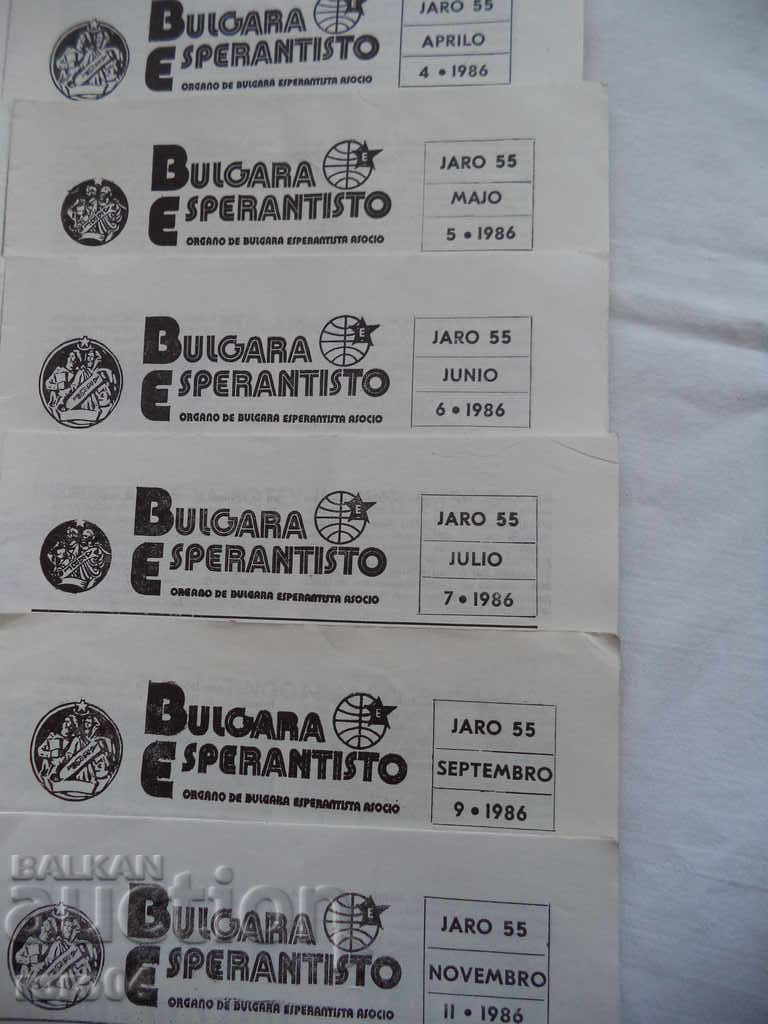 BULGARA
ESPERANTISTO
ORGANO DE BULGARA ESPERANTISTA ASOCIO
JARO 55
APRILO
4 • 1986
BULGARA
ESPERANTISTO
ORGANO DE BULGARA ESPERANTISTA ASOCIO
E
JARO 55
MAJO
5 • 1986
BULGARA
ESPERANTISTO
ORGANO DE BULGARA ESPERANTISTA ASOCIO
E
JARO 55
JUNIO
6 • 1986
BULGARA
ESPERANTISTO
ORGANO DE BULGARA ESPERANTISTA ASOCIO
E
JARO 55
JULIO
7 • 1986
BULGARA
ESPERANTISTO
ORGANO DE BULGARA ESPERANTISTA ASOCIO
E
JARO 55
SEPTEMBRO
9 • 1986
BULGARA
ESPERANTISTO
ORGANO DE BULGARA ESPERANTISTA ASOCIO
E
JARO 55
NOVEMBRO
11 • 1986
BALKAN
auction